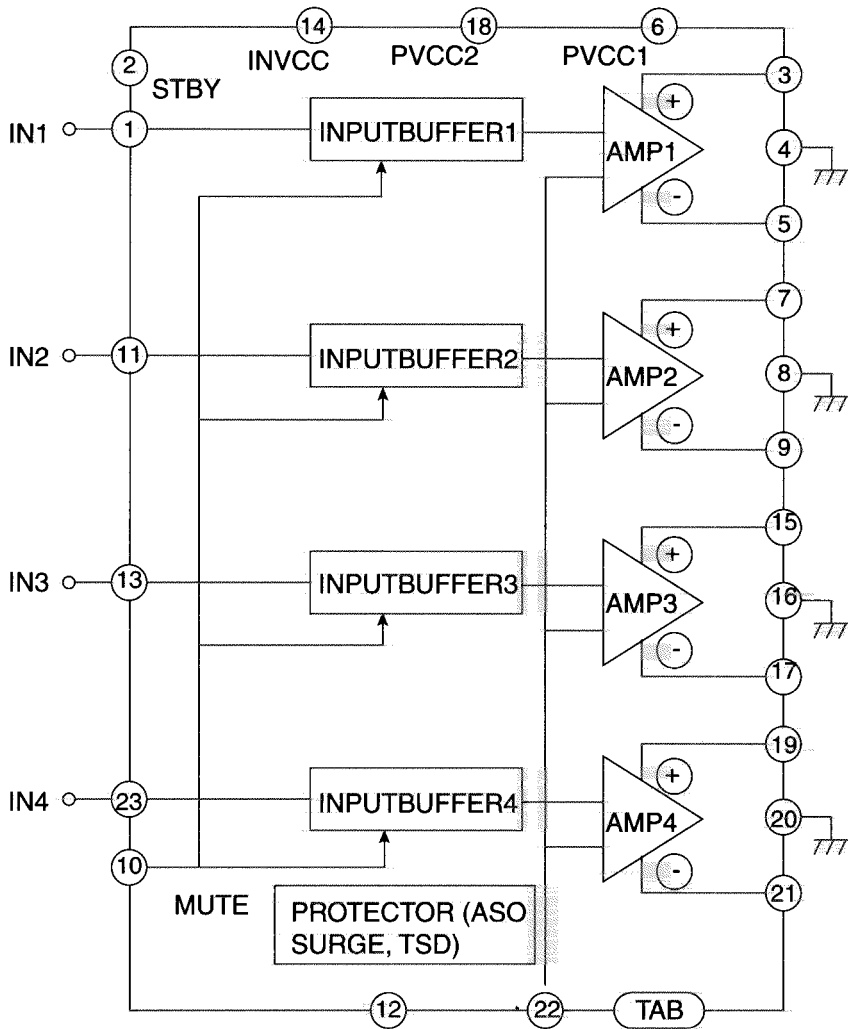 14
18
6
2
INVCC
PVCC2
PVCC1
3
STBY
+
IN1
1
INPUTBUFFER1
AMP1
4
-
5
7
+
IN2
11
INPUTBUFFER2
AMP2
8
-
9
15
+
IN3
13
INPUTBUFFER3
AMP3
16
-
17
19
+
IN4
23
INPUTBUFFER4
AMP4
20
10
-
21
MUTE
PROTECTOR (ASO
SURGE, TSD)
12
22
TAB